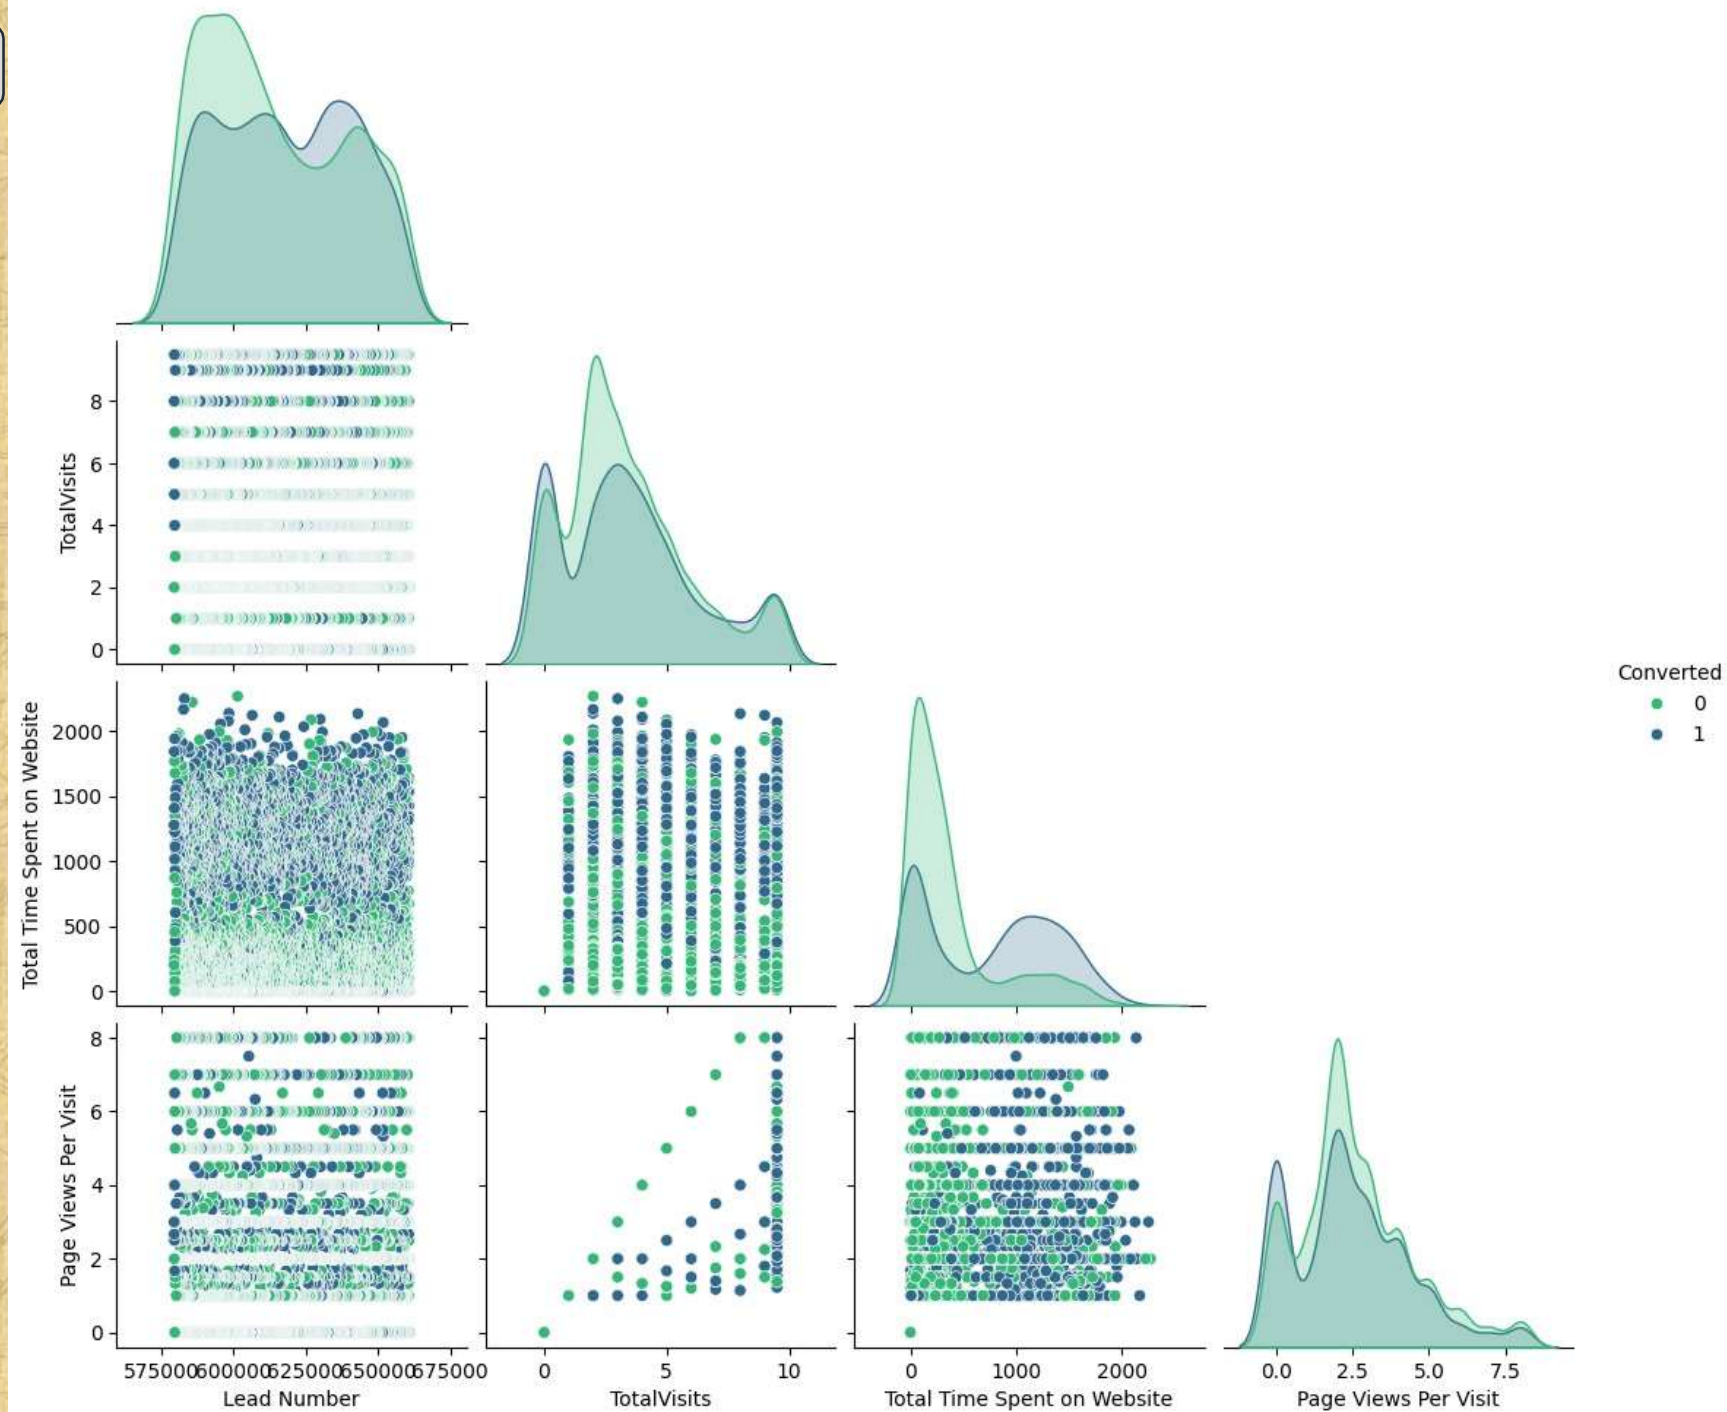 TotalVisits
8
6
4
2
0
Converted
0
1
Total Time Spent on Website
2000
1500
1000
500
0
Page Views Per Visit
8
6
4
2
0
575000 600000 625000 650000 675000
Lead Number
0 5 10
TotalVisits
0 1000 2000
Total Time Spent on Website
0.0 2.5 5.0 7.5
Page Views Per Visit